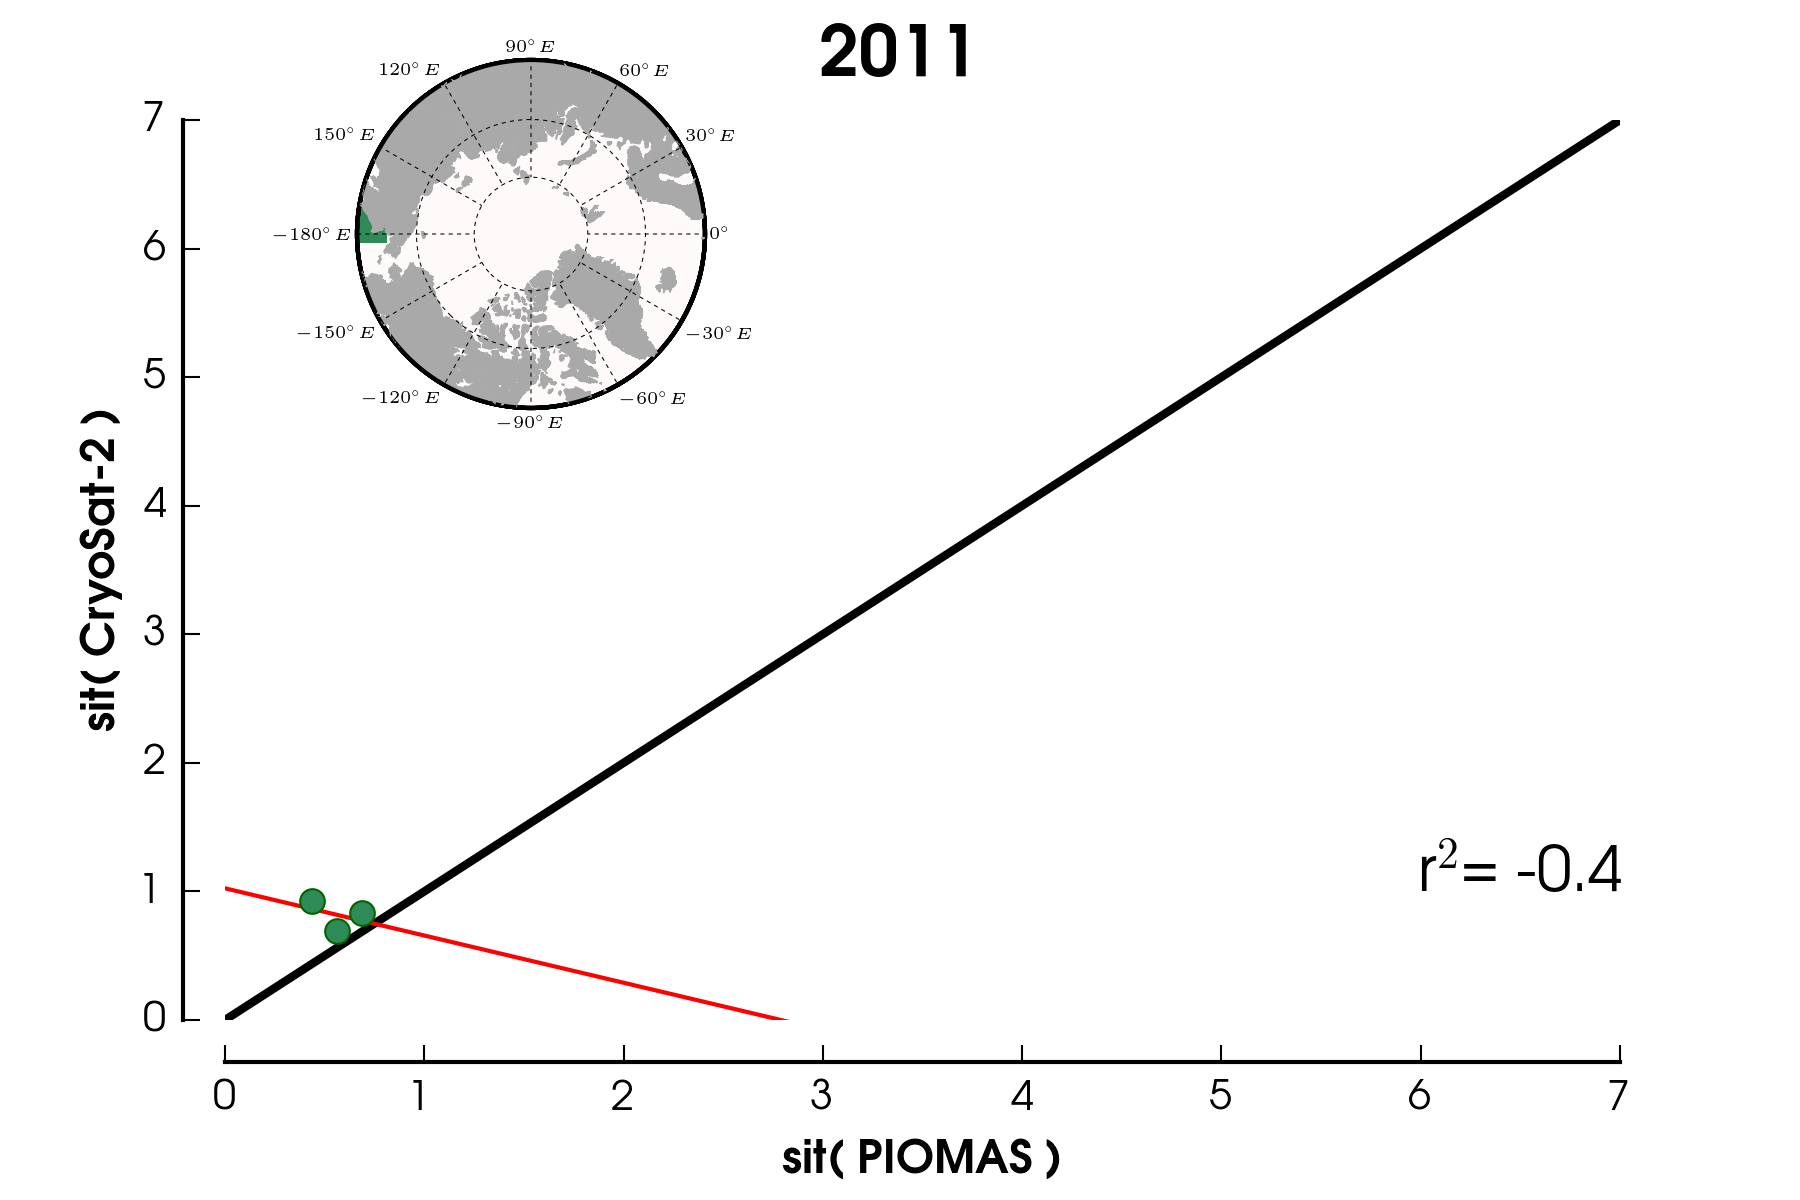 2011
90° E
120° E
60° E
150° E
30° E
−180° E
0°
−150° E
−30° E
−120° E
−60° E
−90° E
7
6
5
4
3
2
1
0
sit( CryoSat-2 )
r²= -0.4
0 1 2 3 4 5 6 7
sit( PIOMAS )